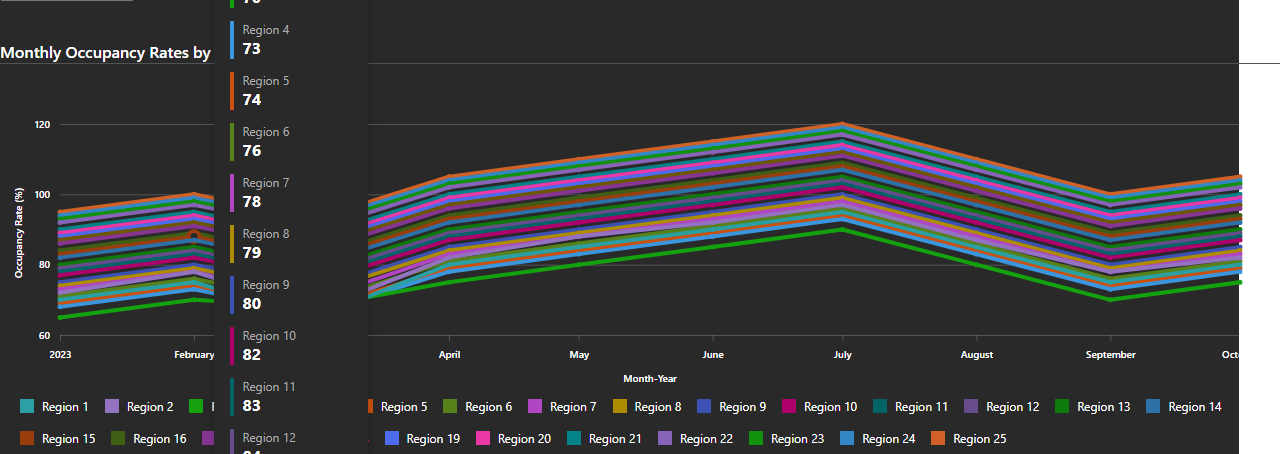 Region 4
73
Monthly Occupancy Rates by
Region 5
74
120
Region 6
76
Region 7
78
100
Region 8
79
80
Region 9
80
60
Region 10
82
Occupancy Rate (%)
2023
February
April
May
June
July
August
September
Month-Year
Region 11
83
Region 1
Region 2
Region 5
Region 6
Region 7
Region 8
Region 9
Region 10
Region 11
Region 12
Region 13
Region 14
Region 12
Region 15
Region 16
Region 19
Region 20
Region 21
Region 22
Region 23
Region 24
Region 25